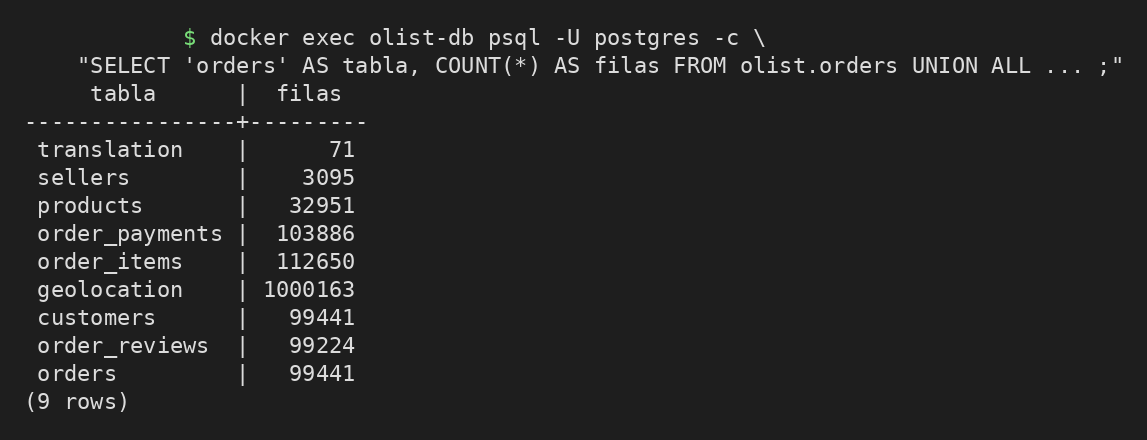 $ docker exec olist-db psql -U postgres -c \
"SELECT 'orders' AS tabla, COUNT(*) AS filas FROM olist.orders UNION ALL ... ;"
tabla | filas
----------------+---------
translation | 71
sellers | 3095
products | 32951
order_payments | 103886
order_items | 112650
geolocation | 1000163
customers | 99441
order_reviews | 99224
orders | 99441
(9 rows)